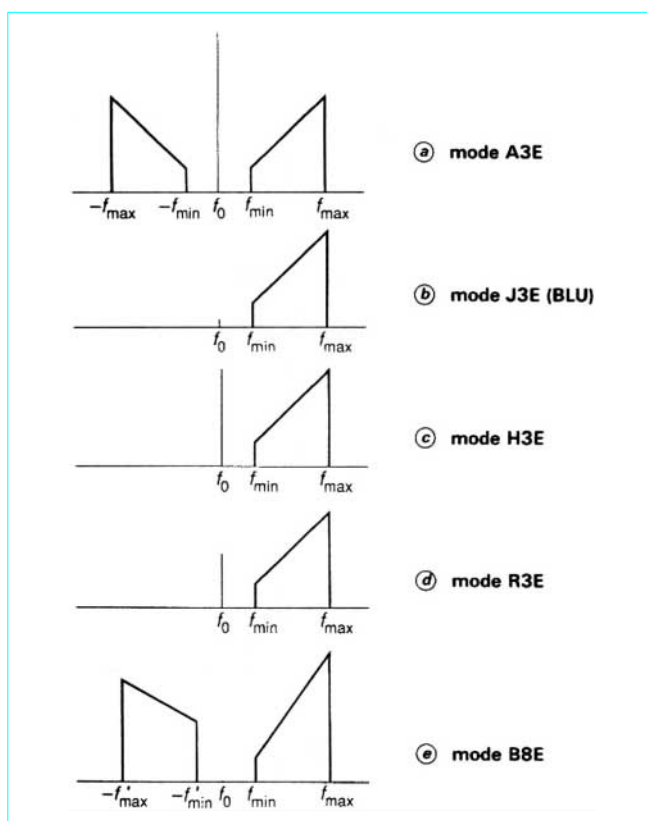 ⓐ mode A3E
−fmax −fmin f0 fmin fmax
ⓑ mode J3E (BLU)
f0 fmin fmax
ⓒ mode H3E
f0 fmin fmax
ⓓ mode R3E
f0 fmin fmax
ⓔ mode B8E
−f'max −f'min f0 fmin fmax